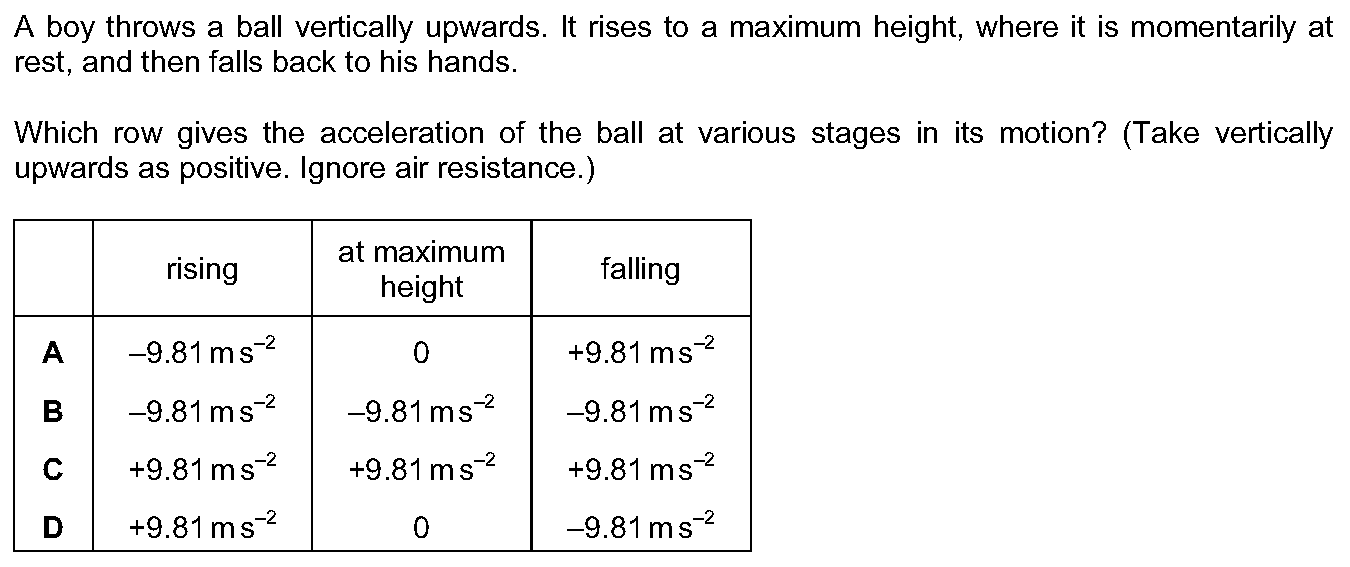 A boy throws a ball vertically upwards. It rises to a maximum height, where it is momentarily at
rest, and then falls back to his hands.
Which row gives the acceleration of the ball at various stages in its motion? (Take vertically
upwards as positive. Ignore air resistance.)
rising at maximum height falling
A –9.81 m s⁻² 0 +9.81 m s⁻²
B –9.81 m s⁻² –9.81 m s⁻² –9.81 m s⁻²
C +9.81 m s⁻² +9.81 m s⁻² +9.81 m s⁻²
D +9.81 m s⁻² 0 –9.81 m s⁻²